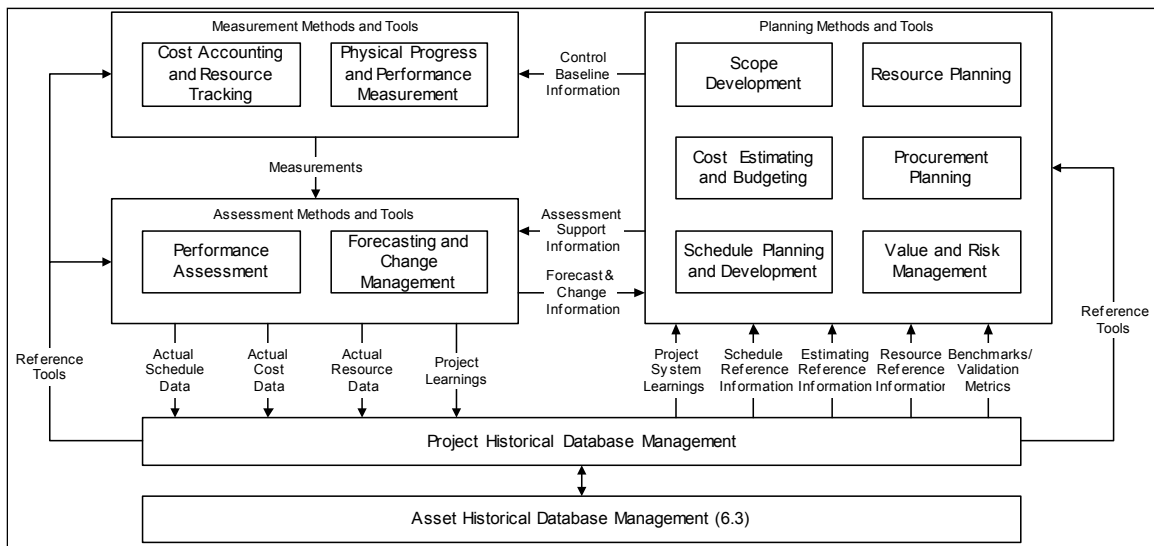 Measurement Methods and Tools
Cost Accounting
and Resource
Tracking
Physical Progress
and Performance
Measurement
Control
Baseline
Information
Planning Methods and Tools
Scope
Development
Resource Planning
Cost Estimating
and Budgeting
Procurement
Planning
Schedule Planning
and Development
Value and Risk
Management
Measurements
Assessment Methods and Tools
Performance
Assessment
Forecasting and
Change
Management
Assessment
Support
Information
Forecast &
Change
Information
Reference
Tools
Actual
Schedule
Data
Actual
Cost
Data
Actual
Resource
Data
Project
Learnings
Project
System
Learnings
Schedule
Reference
Information
Estimating
Reference
Information
Resource
Reference
Information
Benchmarks/
Validation
Metrics
Reference
Tools
Project Historical Database Management
Asset Historical Database Management (6.3)